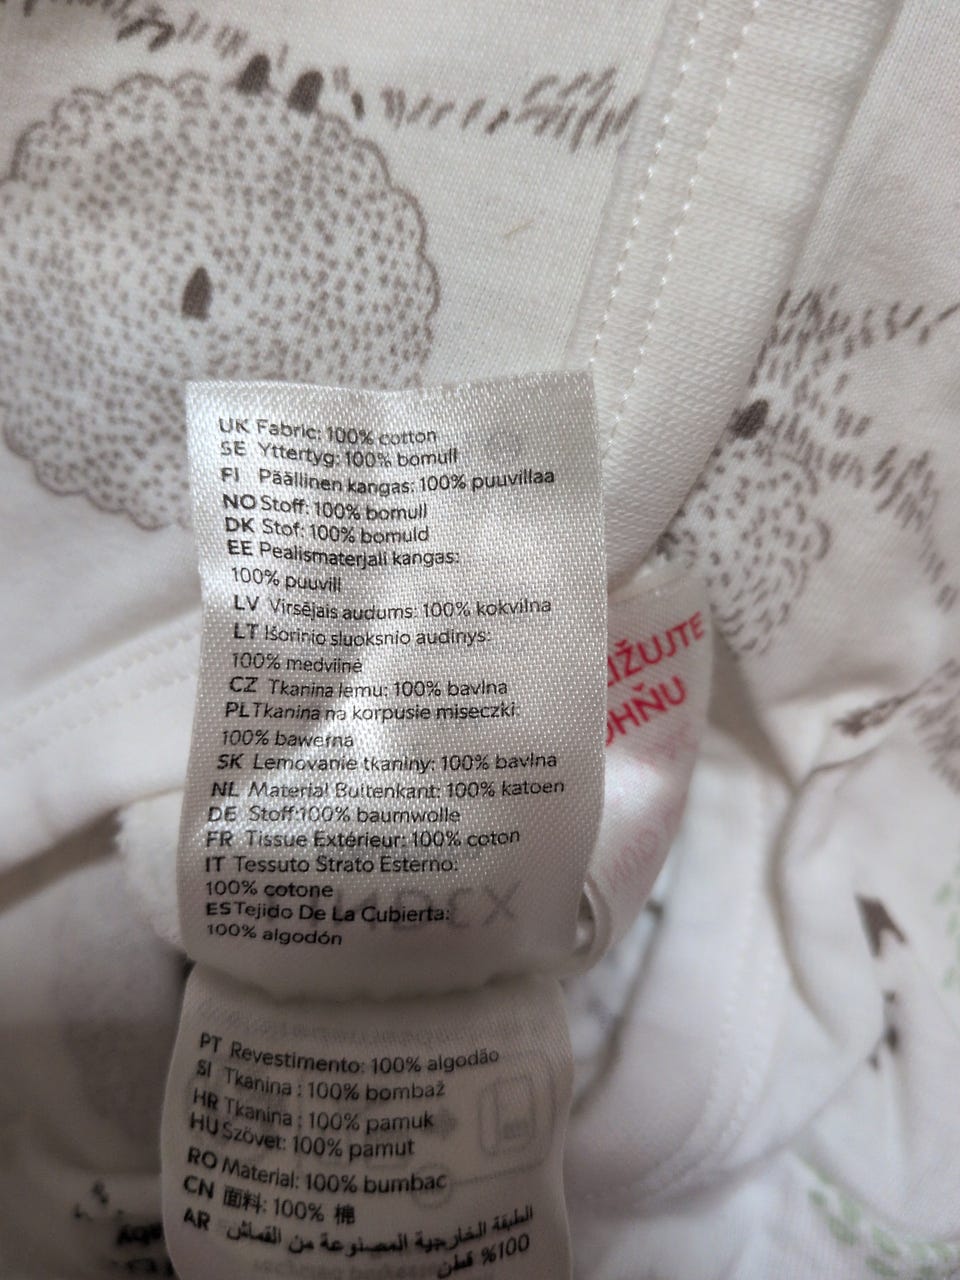 UK Fabric: 100% cotton
SE Yttertyg: 100% bomull
FI Päällinen kangas: 100% puuvillaa
NO Stoff: 100% bomull
DK Stof: 100% bomuld
EE Pealismaterjali kangas:
100% puuvill
LV Virsējais audums: 100% kokvilna
LT Išorinio sluoksnio audinys:
100% medvilnė
CZ Tkanina lemu: 100% bavlna
PL Tkanina na korpusie miseczki:
100% bawełna
SK Lemovanie tkaniny: 100% bavlna
NL Material Buitenkant: 100% katoen
DE Stoff:100% baumwolle
FR Tissue Extérieur: 100% coton
IT Tessuto Strato Esterno:
100% cotone
ES Tejido De La Cubierta:
100% algodón
IŽUJTE
OHŇU
PT Revestimento: 100% algodão
SI Tkanina : 100% bombaž
HR Tkanina : 100% pamuk
HU Szövet: 100% pamut
RO Material: 100% bumbac
CN 面料: 100% 棉
AR الطبقة الخارجية المصنوعة من القماش
100% قطن